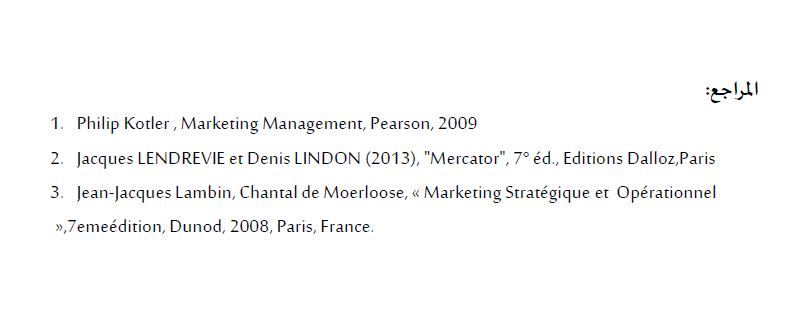 المراجع:
1. Philip Kotler , Marketing Management, Pearson, 2009
2. Jacques LENDREVIE et Denis LINDON (2013), "Mercator", 7° éd., Editions Dalloz,Paris
3. Jean-Jacques Lambin, Chantal de Moerloose, « Marketing Stratégique et Opérationnel
»,7emeédition, Dunod, 2008, Paris, France.